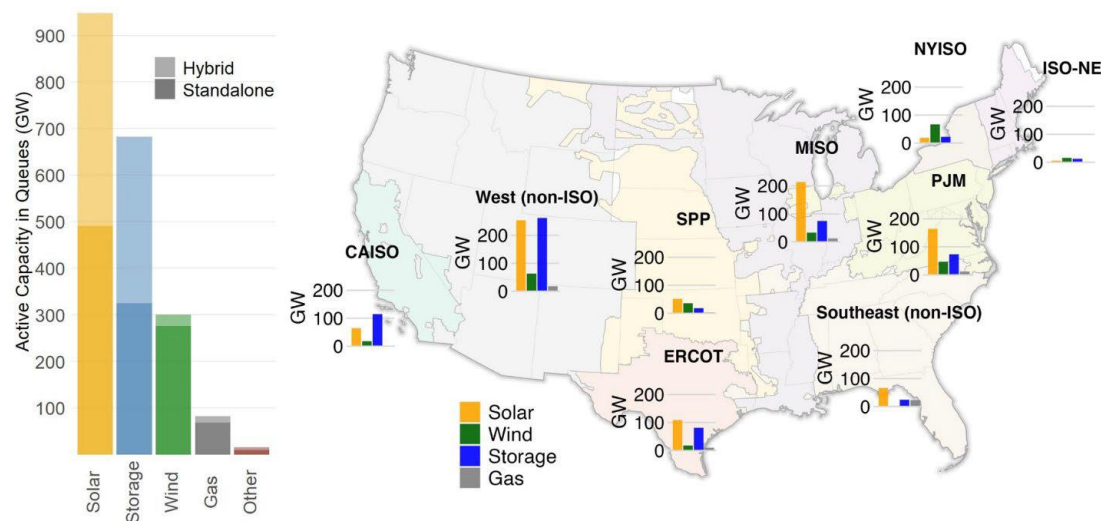 Active Capacity in Queues (GW)
900
800
700
600
500
400
300
200
100
Solar
Storage
Wind
Gas
Other
Hybrid
Standalone
NYISO
GW
200
100
0
ISO-NE
GW
200
100
0
MISO
GW
200
100
0
PJM
GW
200
100
0
West (non-ISO)
GW
200
100
0
SPP
GW
200
100
0
CAISO
GW
200
100
0
Southeast (non-ISO)
GW
200
100
0
ERCOT
GW
200
100
0
Solar
Wind
Storage
Gas